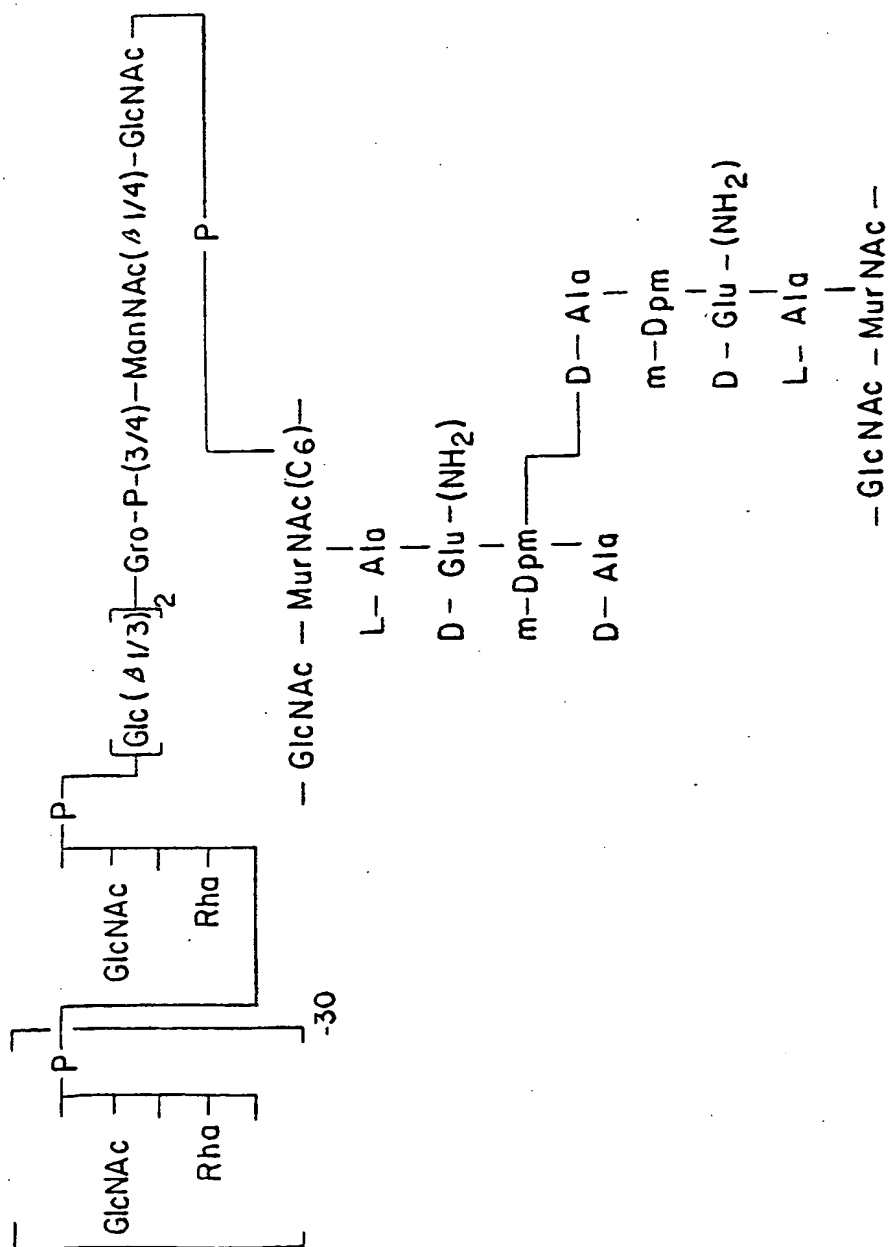 P P
[Glc(β1/3)]2—Gro-P-(3/4)-ManNAc(β1/4)-GlcNAc
GlcNAc GlcNAc
Rha Rha P
-30
— GlcNAc — MurNAc(C6)—
L— Ala
D- Glu -(NH2)
m-Dpm
D— Ala
D— Ala
m-Dpm
D- Glu -(NH2)
L— Ala
— GlcNAc — MurNAc —